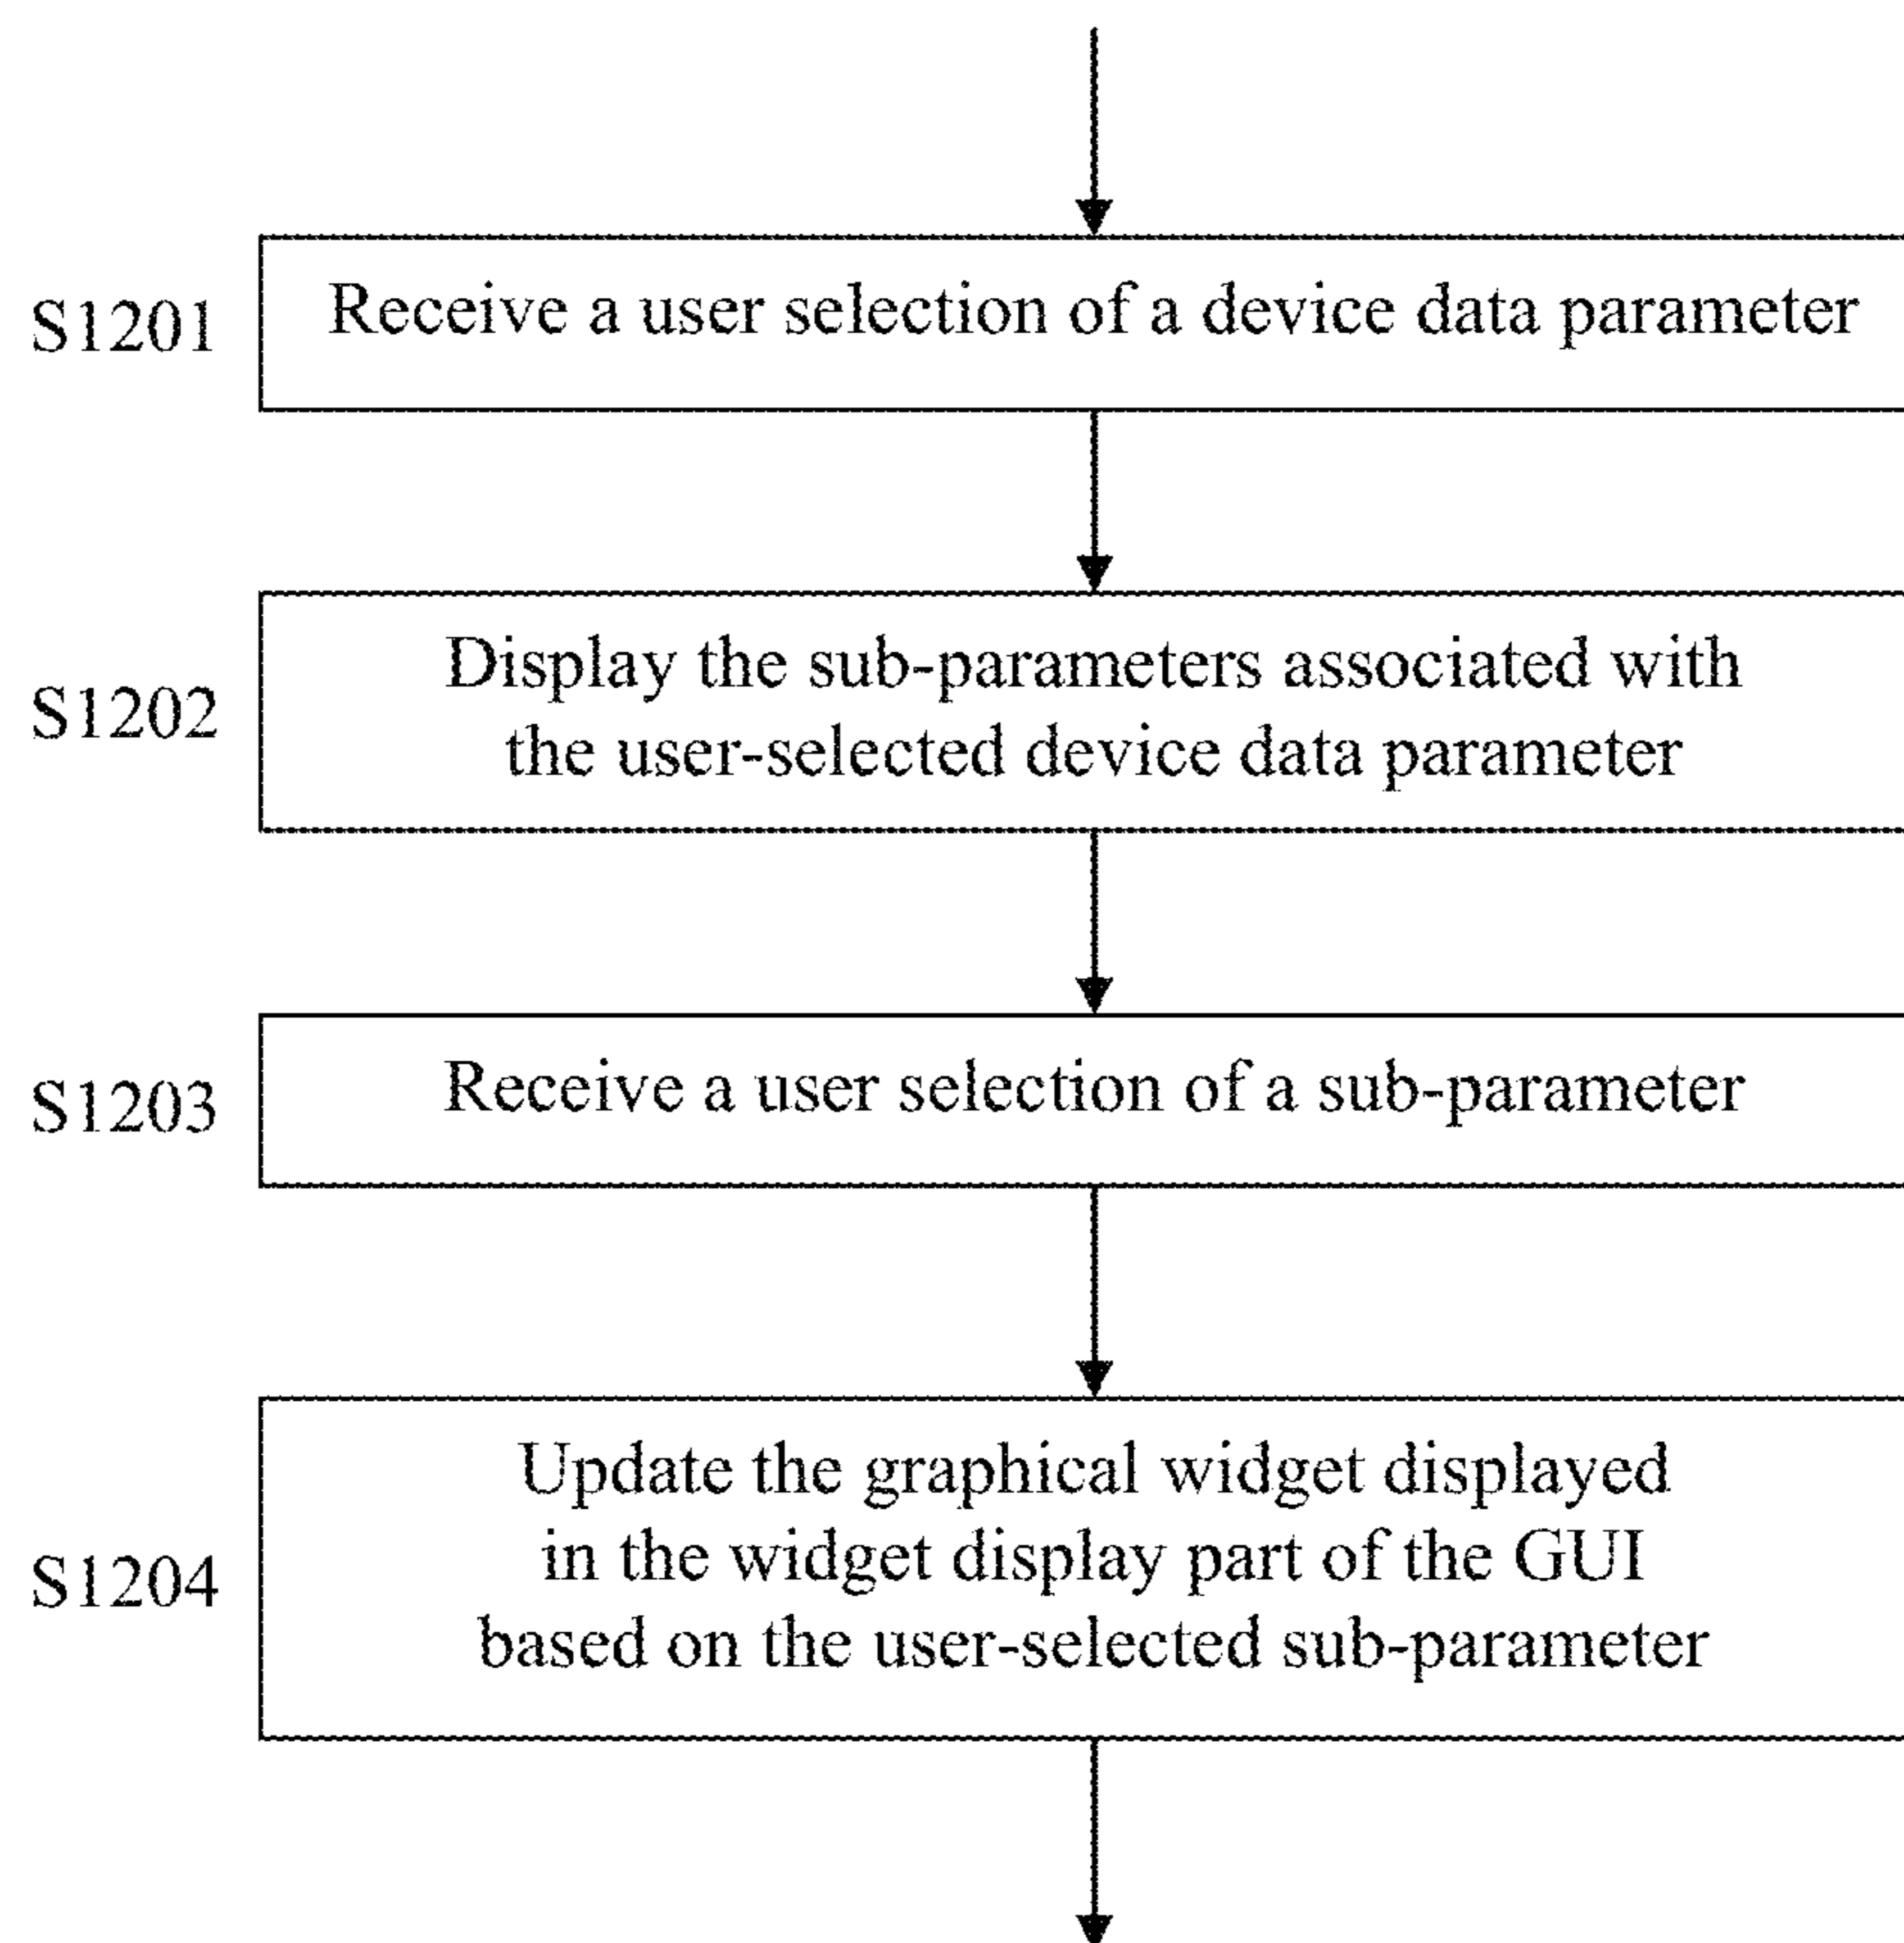 S1201
Receive a user selection of a device data parameter
S1202
Display the sub-parameters associated with
the user-selected device data parameter
S1203
Receive a user selection of a sub-parameter
S1204
Update the graphical widget displayed
in the widget display part of the GUI
based on the user-selected sub-parameter